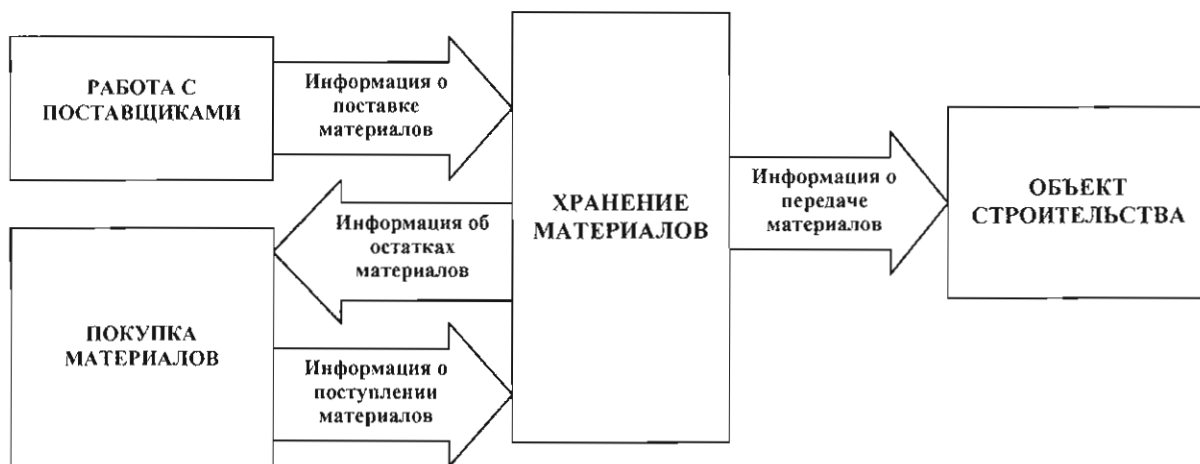 РАБОТА С
ПОСТАВЩИКАМИ
Информация о
поставке
материалов
ХРАНЕНИЕ
МАТЕРИАЛОВ
Информация о
передаче
материалов
ОБЪЕКТ
СТРОИТЕЛЬСТВА
Информация об
остатках
материалов
ПОКУПКА
МАТЕРИАЛОВ
Информация о
поступлении
материалов